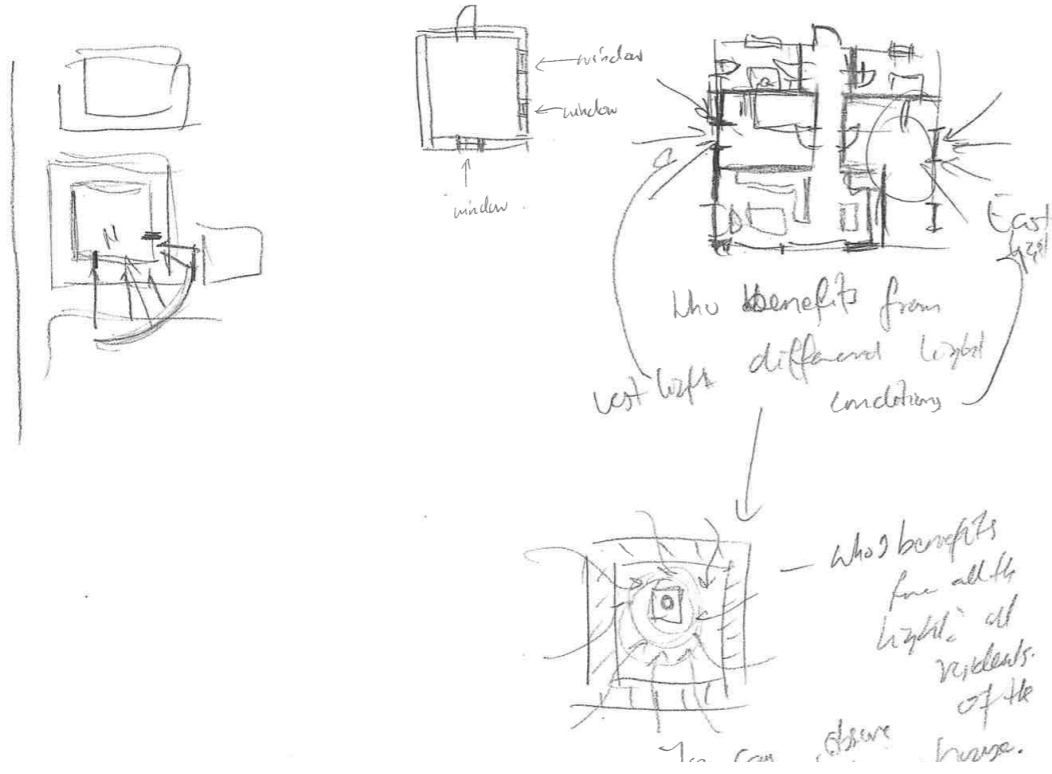 window
window
window
East
light
who benefits from
different light
conditions
west light
– who benefits
all the
light; all
residents
of the
house.
You can observe